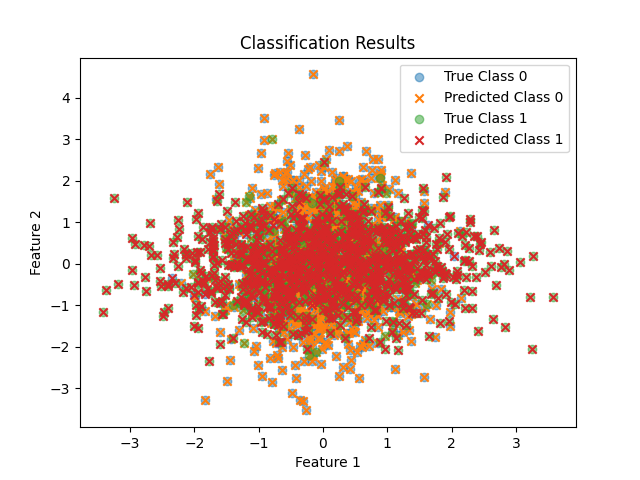 Classification Results
True Class 0
Predicted Class 0
True Class 1
Predicted Class 1
4
3
2
1
0
−1
−2
−3
Feature 2
−3 −2 −1 0 1 2 3
Feature 1